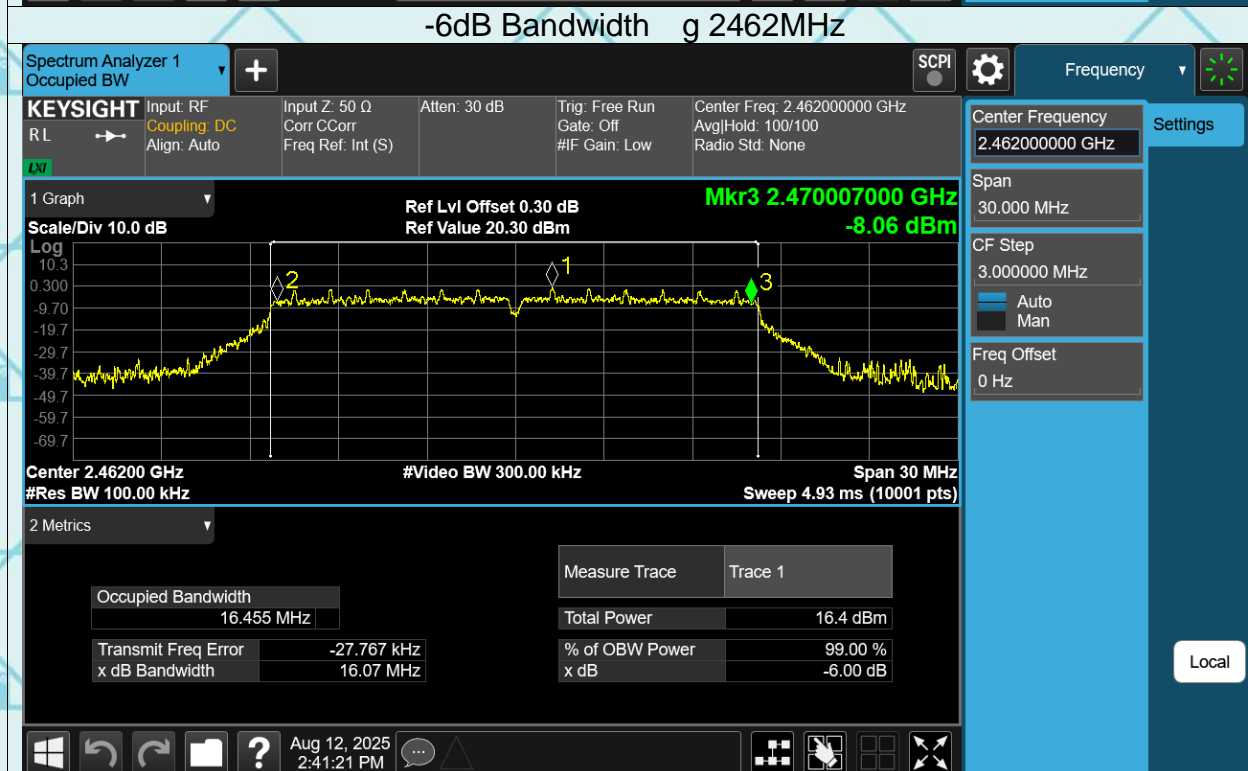 -6dB Bandwidth g 2462MHz
Spectrum Analyzer 1
Occupied BW
+
SCPI
Frequency
KEYSIGHT
RL
LXI
Input: RF
Coupling: DC
Align: Auto
Input Z: 50 Ω
Corr CCorr
Freq Ref: Int (S)
Atten: 30 dB
Trig: Free Run
Gate: Off
#IF Gain: Low
Center Freq: 2.462000000 GHz
Avg|Hold: 100/100
Radio Std: None
Center Frequency
2.462000000 GHz
Settings
Span
30.000 MHz
CF Step
3.000000 MHz
Auto
Man
Freq Offset
0 Hz
1 Graph
Scale/Div 10.0 dB
Ref Lvl Offset 0.30 dB
Ref Value 20.30 dBm
Mkr3 2.470007000 GHz
-8.06 dBm
Log
10.3
0.300
-9.70
-19.7
-29.7
-39.7
-49.7
-59.7
-69.7
2
1
3
Center 2.46200 GHz
#Res BW 100.00 kHz
#Video BW 300.00 kHz
Span 30 MHz
Sweep 4.93 ms (10001 pts)
2 Metrics
Measure Trace Trace 1
Occupied Bandwidth
16.455 MHz
Total Power 16.4 dBm
Transmit Freq Error -27.767 kHz
% of OBW Power 99.00 %
x dB Bandwidth 16.07 MHz
x dB -6.00 dB
Local
?
Aug 12, 2025
2:41:21 PM